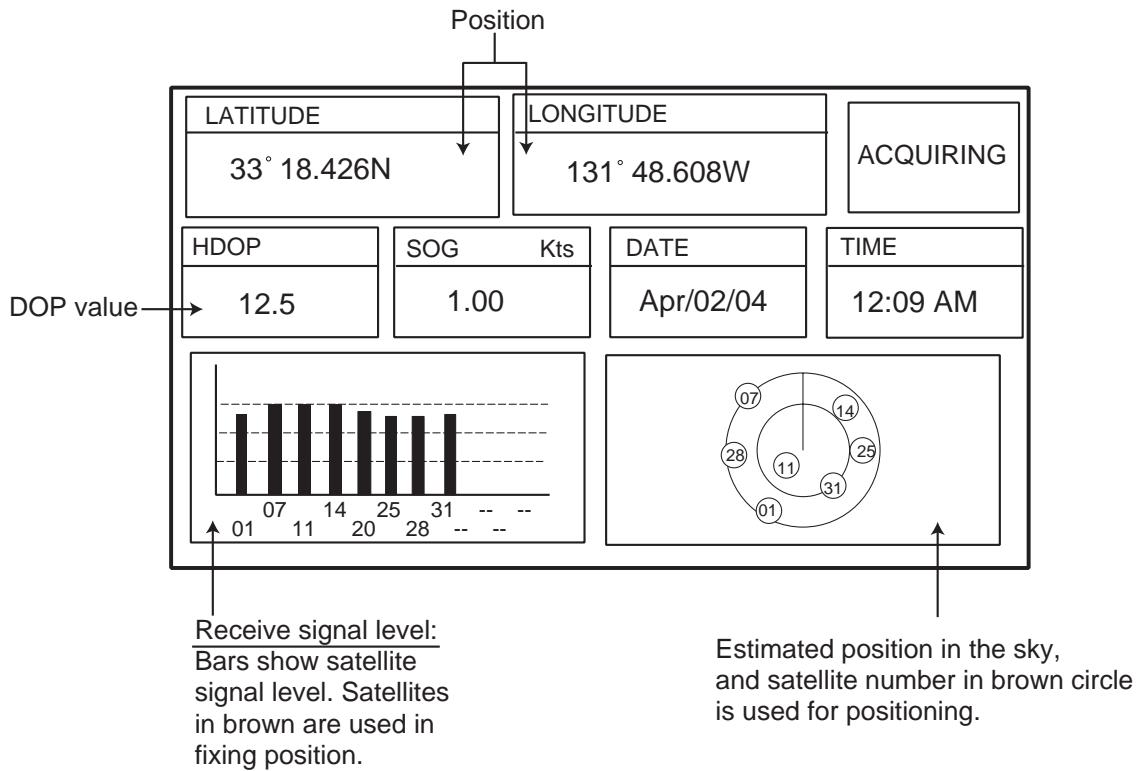 Position
LATITUDE
LONGITUDE
ACQUIRING
33° 18.426N
131° 48.608W
HDOP
SOG Kts
DATE
TIME
DOP value
12.5
1.00
Apr/02/04
12:09 AM
07 14 25 31 -- --
01 11 20 28 -- --
07
14
28
25
11
31
01
Receive signal level:
Bars show satellite
signal level. Satellites
in brown are used in
fixing position.
Estimated position in the sky,
and satellite number in brown circle
is used for positioning.